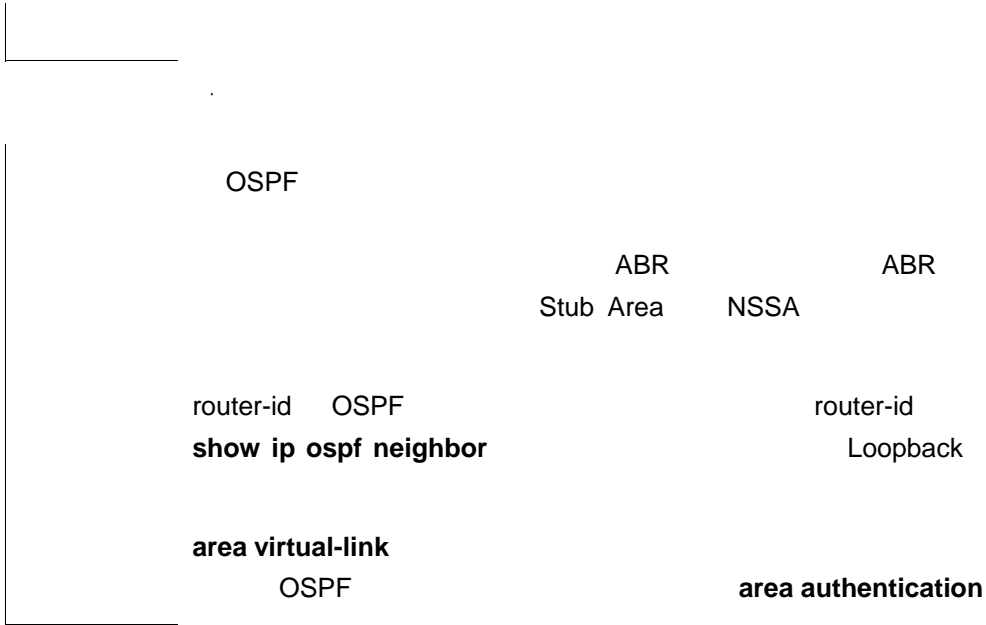 .
OSPF
ABR ABR
Stub Area NSSA
router-id OSPF router-id
show ip ospf neighbor Loopback
area virtual-link
OSPF area authentication